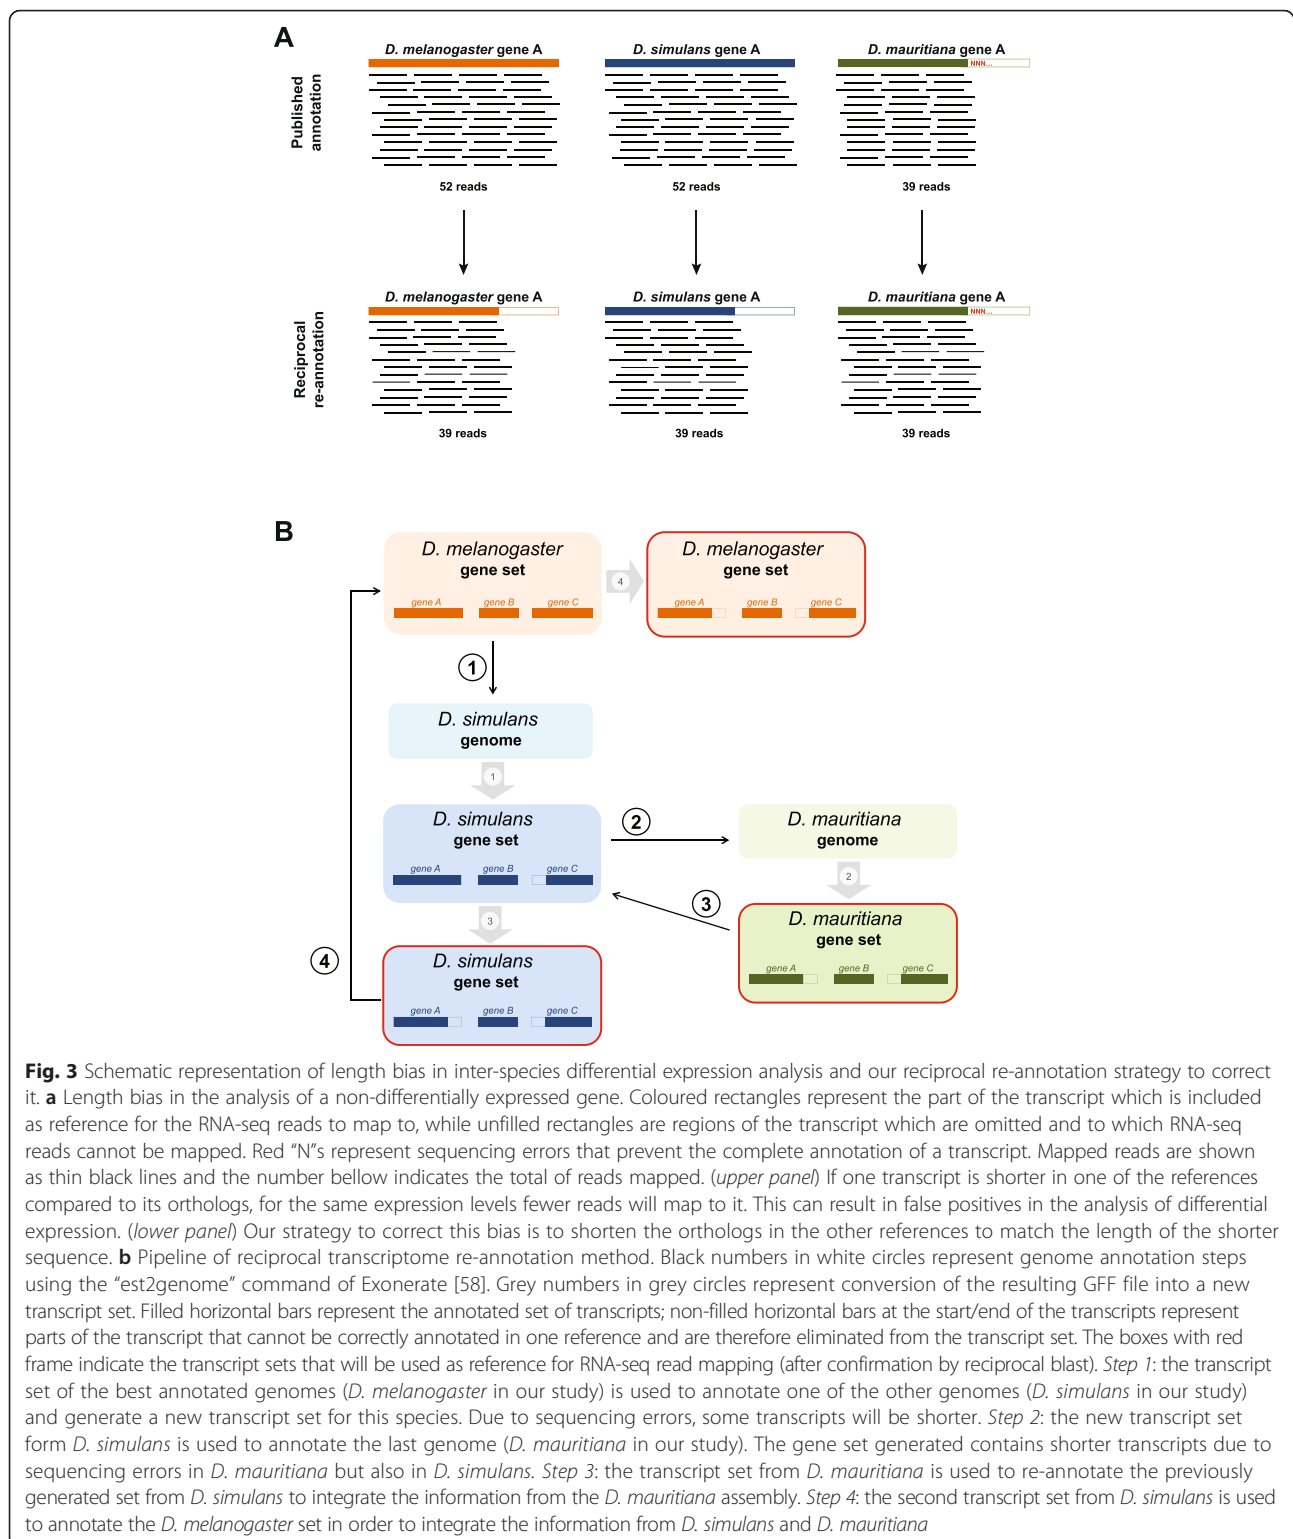 A
D. melanogaster gene A
D. simulans gene A
D. mauritiana gene A
NNN...
Published
annotation
52 reads
52 reads
39 reads
D. melanogaster gene A
D. simulans gene A
D. mauritiana gene A
NNN...
Reciprocal
re-annotation
39 reads
39 reads
39 reads
B
D. melanogaster
gene set
gene A gene B gene C
4
D. melanogaster
gene set
gene A gene B gene C
1
D. simulans
genome
1
D. simulans
gene set
gene A gene B gene C
2
D. mauritiana
genome
2
3
D. mauritiana
gene set
gene A gene B gene C
3
4
D. simulans
gene set
gene A gene B gene C
Fig. 3 Schematic representation of length bias in inter-species differential expression analysis and our reciprocal re-annotation strategy to correct
it. a Length bias in the analysis of a non-differentially expressed gene. Coloured rectangles represent the part of the transcript which is included
as reference for the RNA-seq reads to map to, while unfilled rectangles are regions of the transcript which are omitted and to which RNA-seq
reads cannot be mapped. Red “N”s represent sequencing errors that prevent the complete annotation of a transcript. Mapped reads are shown
as thin black lines and the number bellow indicates the total of reads mapped. (upper panel) If one transcript is shorter in one of the references
compared to its orthologs, for the same expression levels fewer reads will map to it. This can result in false positives in the analysis of differential
expression. (lower panel) Our strategy to correct this bias is to shorten the orthologs in the other references to match the length of the shorter
sequence. b Pipeline of reciprocal transcriptome re-annotation method. Black numbers in white circles represent genome annotation steps
using the “est2genome” command of Exonerate [58]. Grey numbers in grey circles represent conversion of the resulting GFF file into a new
transcript set. Filled horizontal bars represent the annotated set of transcripts; non-filled horizontal bars at the start/end of the transcripts represent
parts of the transcript that cannot be correctly annotated in one reference and are therefore eliminated from the transcript set. The boxes with red
frame indicate the transcript sets that will be used as reference for RNA-seq read mapping (after confirmation by reciprocal blast). Step 1: the transcript
set of the best annotated genomes (D. melanogaster in our study) is used to annotate one of the other genomes (D. simulans in our study)
and generate a new transcript set for this species. Due to sequencing errors, some transcripts will be shorter. Step 2: the new transcript set
form D. simulans is used to annotate the last genome (D. mauritiana in our study). The gene set generated contains shorter transcripts due to
sequencing errors in D. mauritiana but also in D. simulans. Step 3: the transcript set from D. mauritiana is used to re-annotate the previously
generated set from D. simulans to integrate the information from the D. mauritiana assembly. Step 4: the second transcript set from D. simulans is used
to annotate the D. melanogaster set in order to integrate the information from D. simulans and D. mauritiana